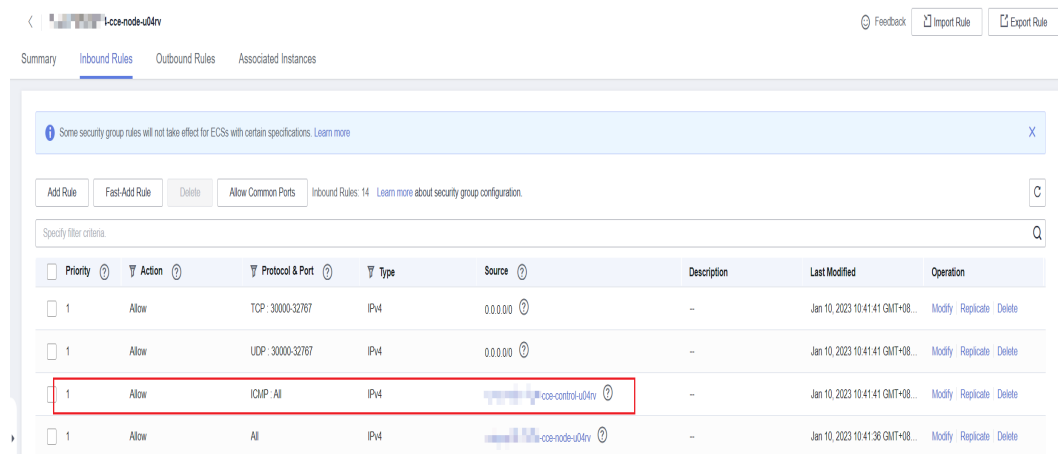 -cce-node-u04rv Feedback Import Rule Export Rule
Summary Inbound Rules Outbound Rules Associated Instances
Some security group rules will not take effect for ECSs with certain specifications. Learn more X
Add Rule Fast-Add Rule Delete Allow Common Ports Inbound Rules: 14 Learn more about security group configuration.
Specify filter criteria.
Priority Action Protocol & Port Type Source Description Last Modified Operation
1 Allow TCP : 30000-32767 IPv4 0.0.0.0/0 -- Jan 10, 2023 10:41:41 GMT+08... Modify Replicate Delete
1 Allow UDP : 30000-32767 IPv4 0.0.0.0/0 -- Jan 10, 2023 10:41:41 GMT+08... Modify Replicate Delete
1 Allow ICMP : All IPv4 -cce-control-u04rv -- Jan 10, 2023 10:41:41 GMT+08... Modify Replicate Delete
1 Allow All IPv4 -cce-node-u04rv -- Jan 10, 2023 10:41:36 GMT+08... Modify Replicate Delete